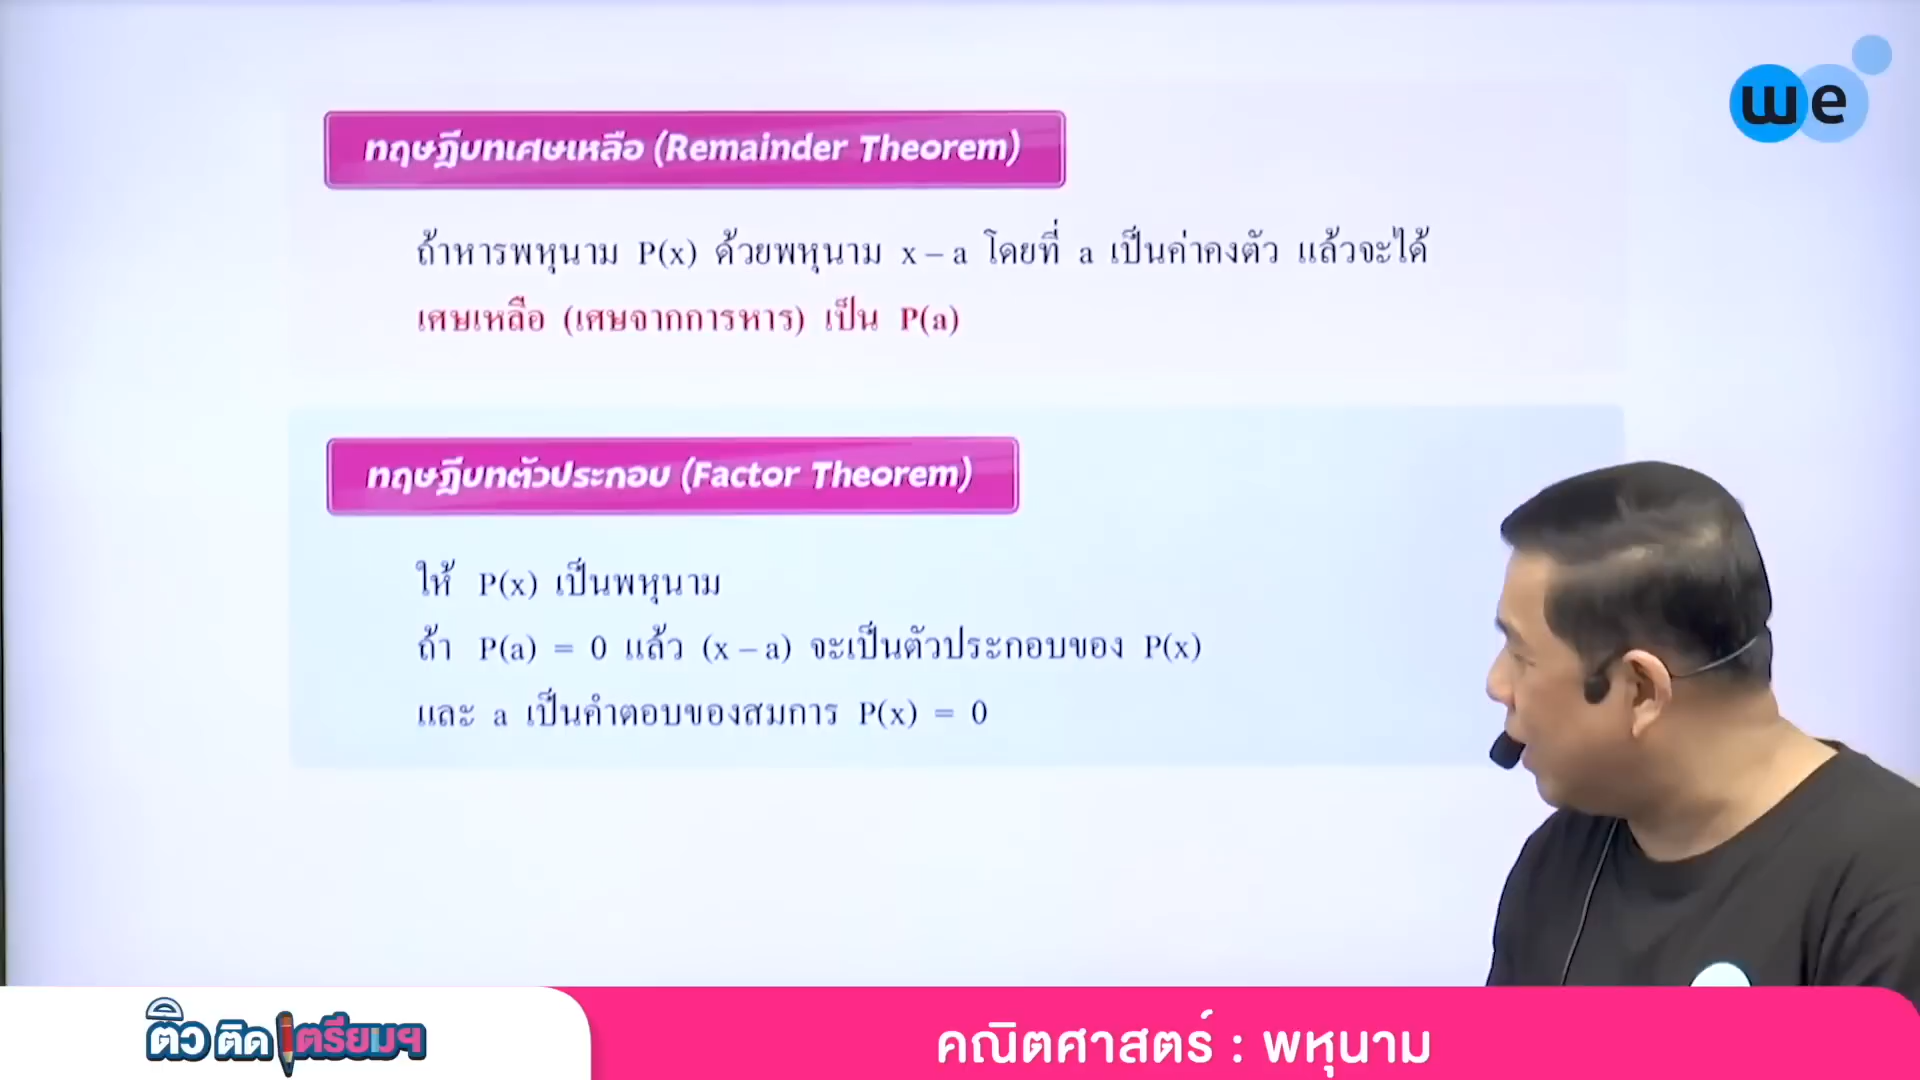 we
ทฤษฎีบทเศษเหลือ (Remainder Theorem)
ถ้าหารพหุนาม P(x) ด้วยพหุนาม x – a โดยที่ a เป็นค่าคงตัว แล้วจะได้
เศษเหลือ (เศษจากการหาร) เป็น P(a)
ทฤษฎีบทตัวประกอบ (Factor Theorem)
ให้ P(x) เป็นพหุนาม
ถ้า P(a) = 0 แล้ว (x – a) จะเป็นตัวประกอบของ P(x)
และ a เป็นคำตอบของสมการ P(x) = 0
ติว ติด เตรียมฯ
คณิตศาสตร์ : พหุนาม